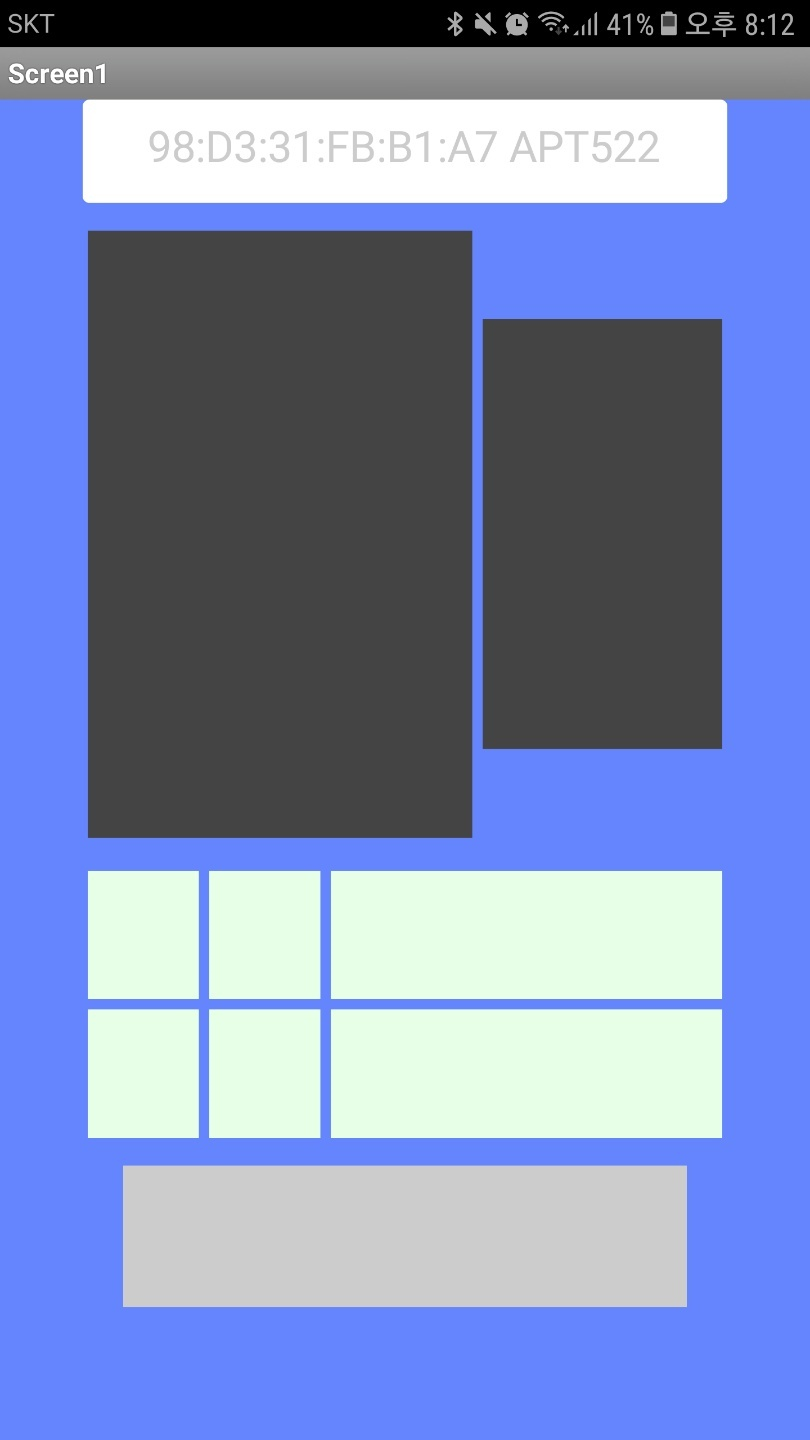 SKT 41% 오후 8:12
Screen1
98:D3:31:FB:B1:A7 APT522